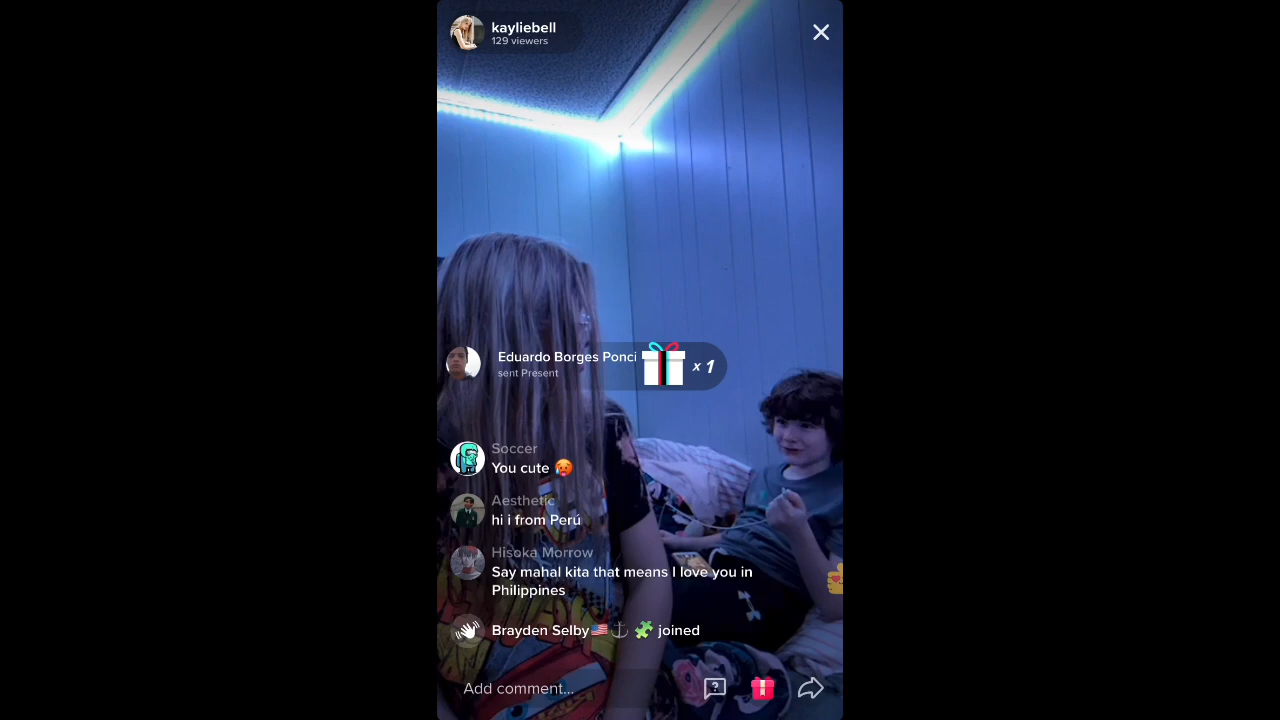 kayliebell
129 viewers
Eduardo Borges Ponci
x 1
sent Present
Soccer
You cute 🥵
Aesthetic
hi i from Perú
Hisoka Morrow
Say mahal kita that means I love you in
Philippines
Brayden Selby🇺🇸⚓🧩 joined
Add comment...
?